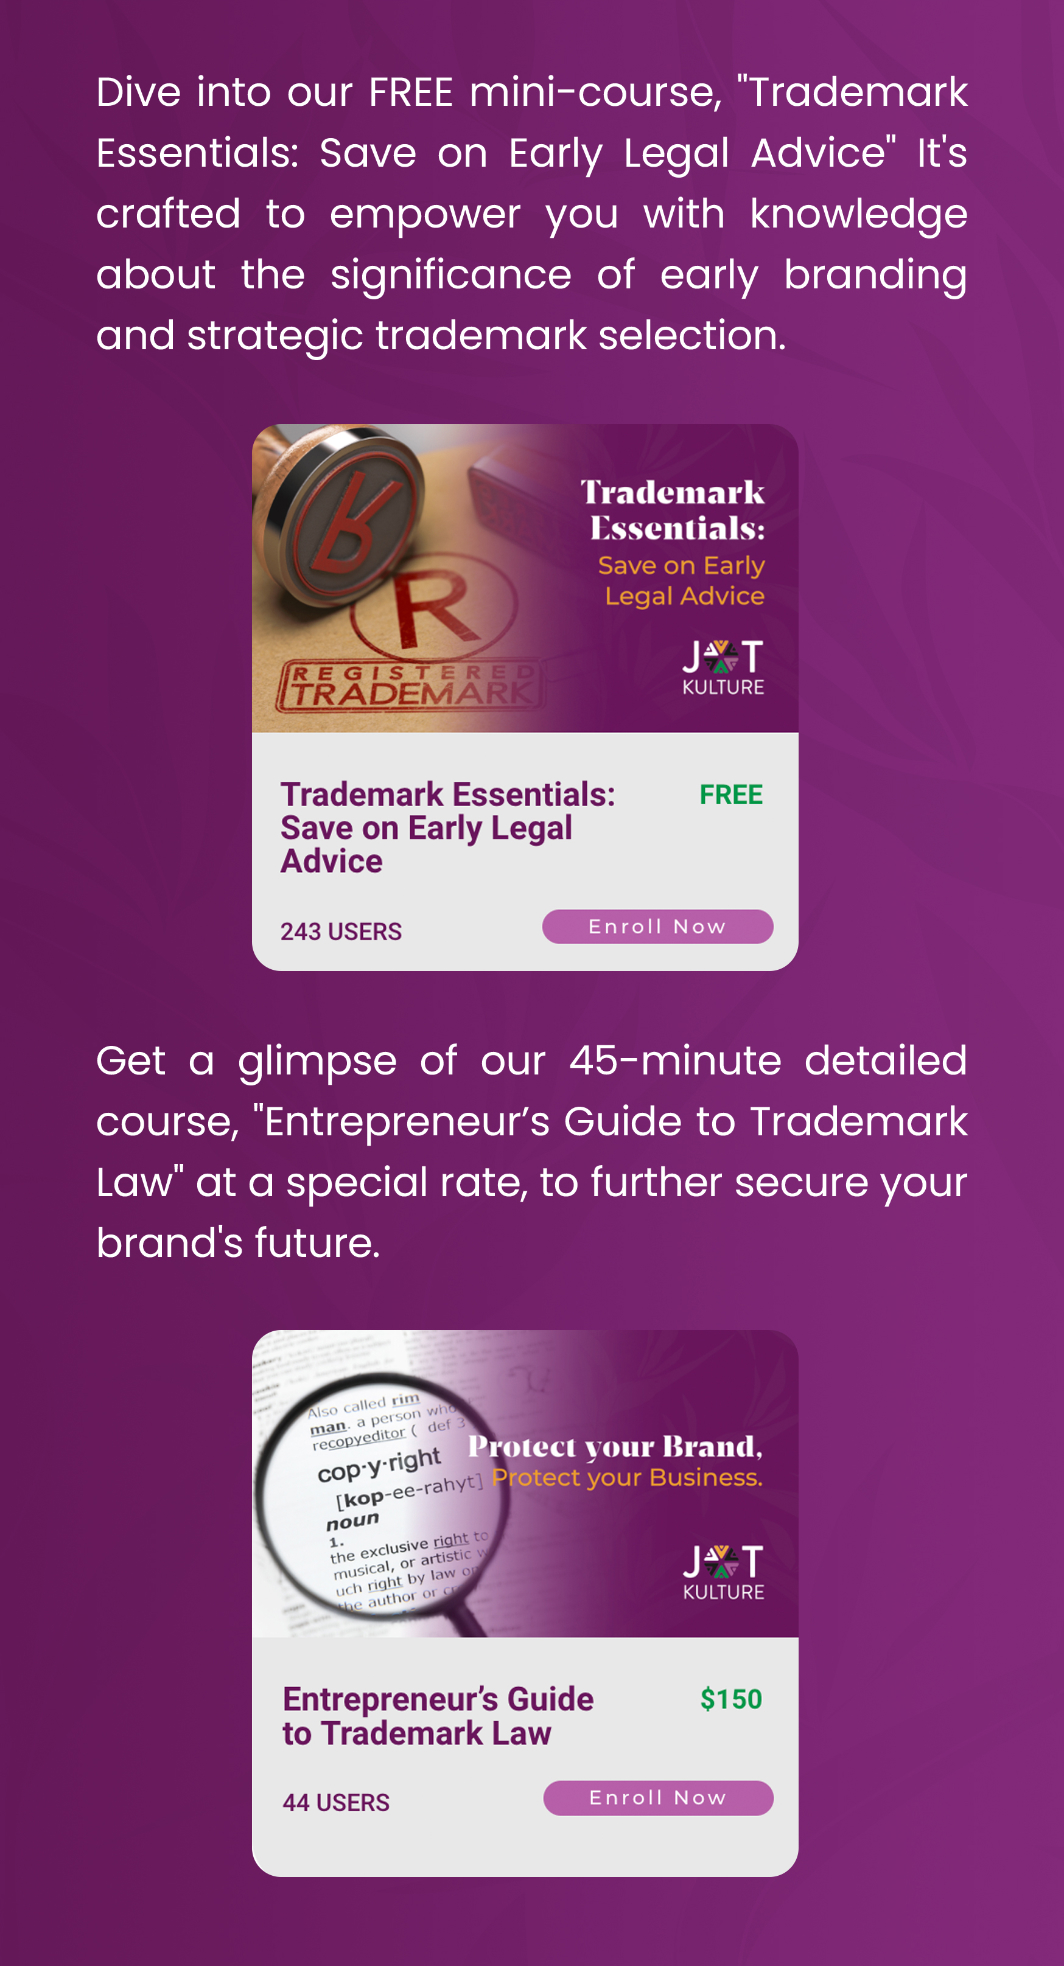 Dive into our FREE mini-course, "Trademark
Essentials: Save on Early Legal Advice" It's
crafted to empower you with knowledge
about the significance of early branding
and strategic trademark selection.
R
R
REGISTERED
TRADEMARK
Trademark
Essentials:
Save on Early
Legal Advice
JOT
KULTURE
Trademark Essentials:
Save on Early Legal
Advice
FREE
243 USERS
Enroll Now
Get a glimpse of our 45-minute detailed
course, "Entrepreneur’s Guide to Trademark
Law" at a special rate, to further secure your
brand's future.
Also called rim
man. a person who
recopyeditor ( def 3
cop·y·right
[kop-ee-rahyt]
noun
1.
the exclusive right to
musical, or artistic
uch right by law
the author or
Protect your Brand,
Protect your Business.
JOT
KULTURE
Entrepreneur’s Guide
to Trademark Law
$150
44 USERS
Enroll Now